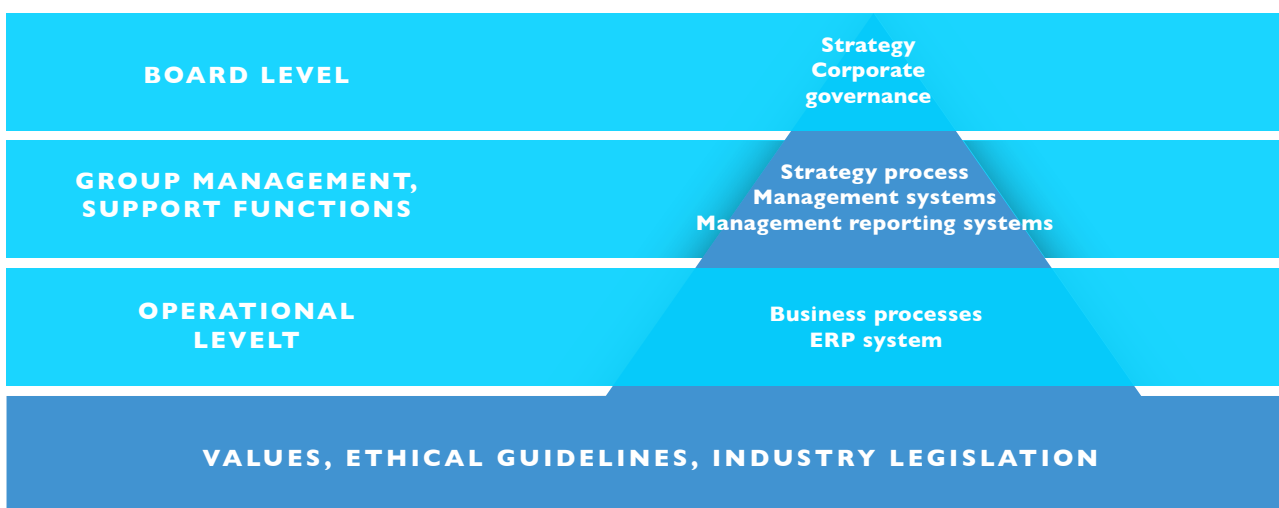 BOARD LEVEL
Strategy
Corporate
governance
GROUP MANAGEMENT,
SUPPORT FUNCTIONS
Strategy process
Management systems
Management reporting systems
OPERATIONAL
LEVELT
Business processes
ERP system
VALUES, ETHICAL GUIDELINES, INDUSTRY LEGISLATION